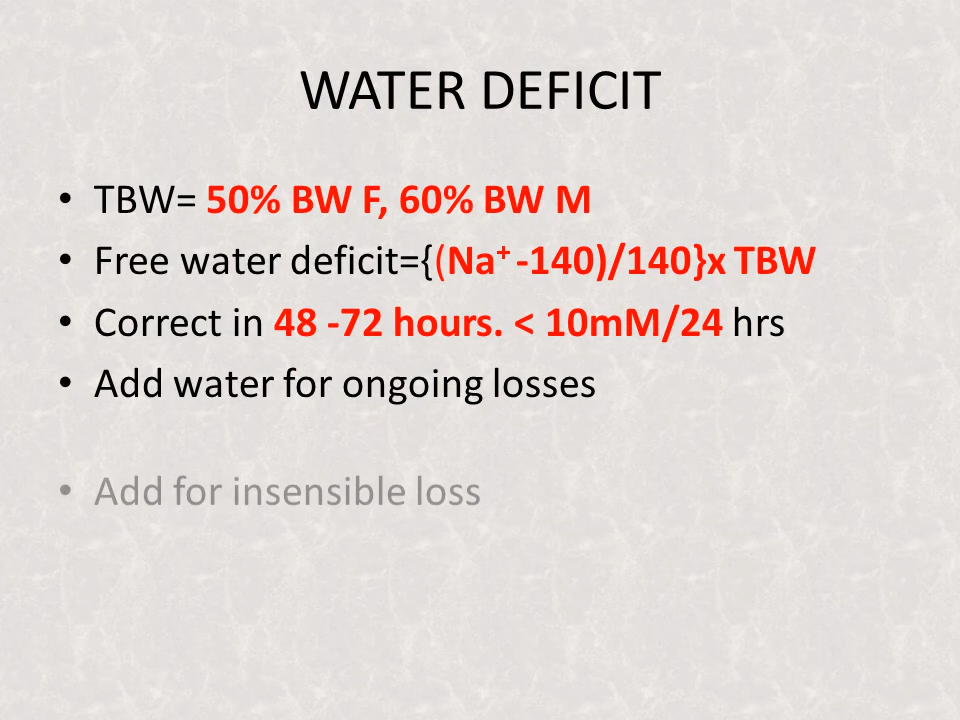 WATER DEFICIT
• TBW= 50% BW F, 60% BW M
• Free water deficit={(Na⁺ -140)/140}x TBW
• Correct in 48 -72 hours. < 10mM/24 hrs
• Add water for ongoing losses
• Add for insensible loss